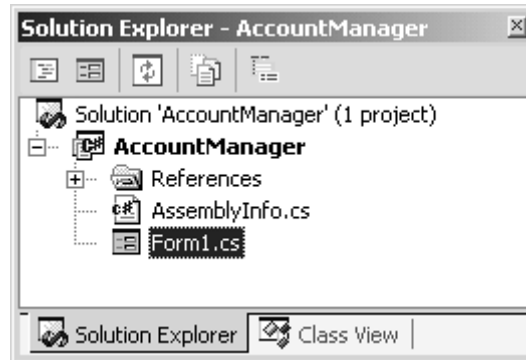 Solution Explorer - AccountManager
Solution 'AccountManager' (1 project)
AccountManager
References
AssemblyInfo.cs
Form1.cs
Solution Explorer Class View